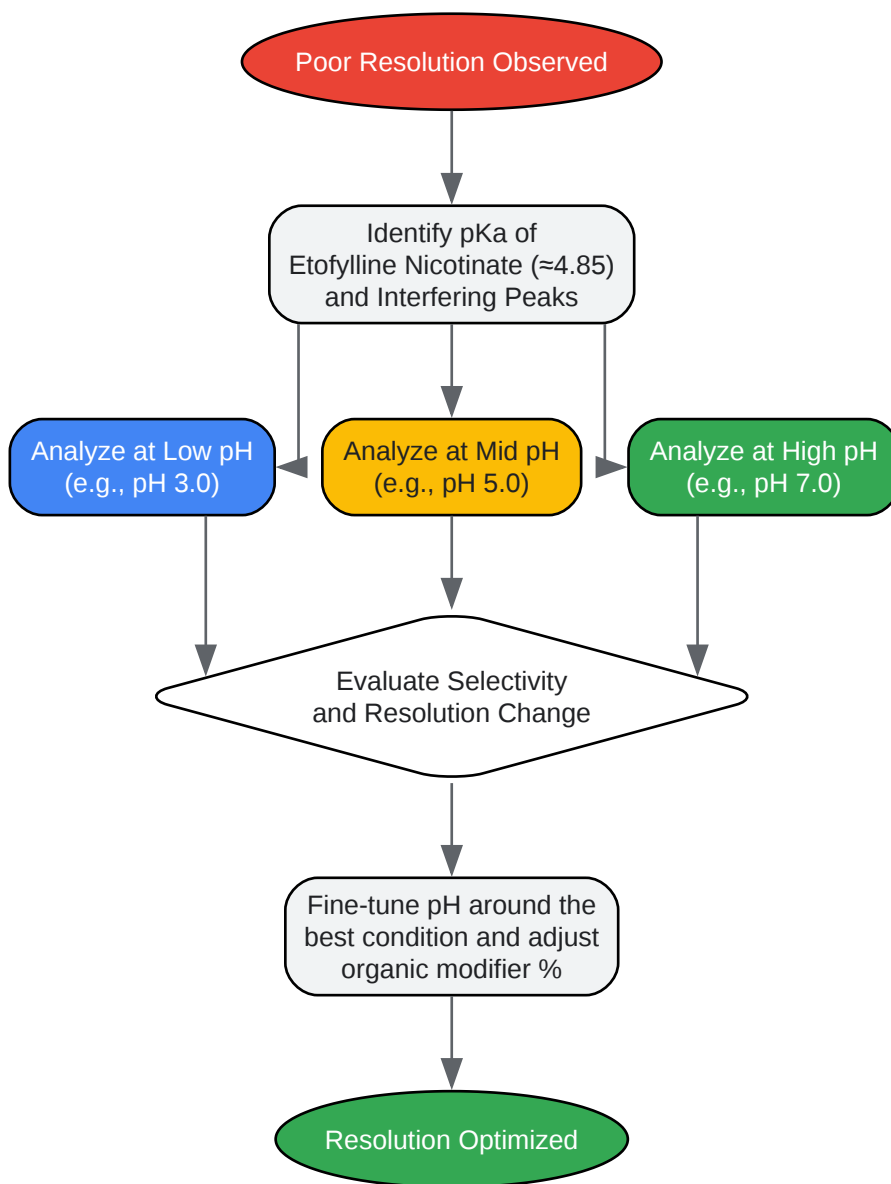 Poor Resolution Observed
Identify pKa of
Etofylline Nicotinate (≈4.85)
and Interfering Peaks
Analyze at Low pH
(e.g., pH 3.0)
Analyze at Mid pH
(e.g., pH 5.0)
Analyze at High pH
(e.g., pH 7.0)
Evaluate Selectivity
and Resolution Change
Fine-tune pH around the
best condition and adjust
organic modifier %
Resolution Optimized